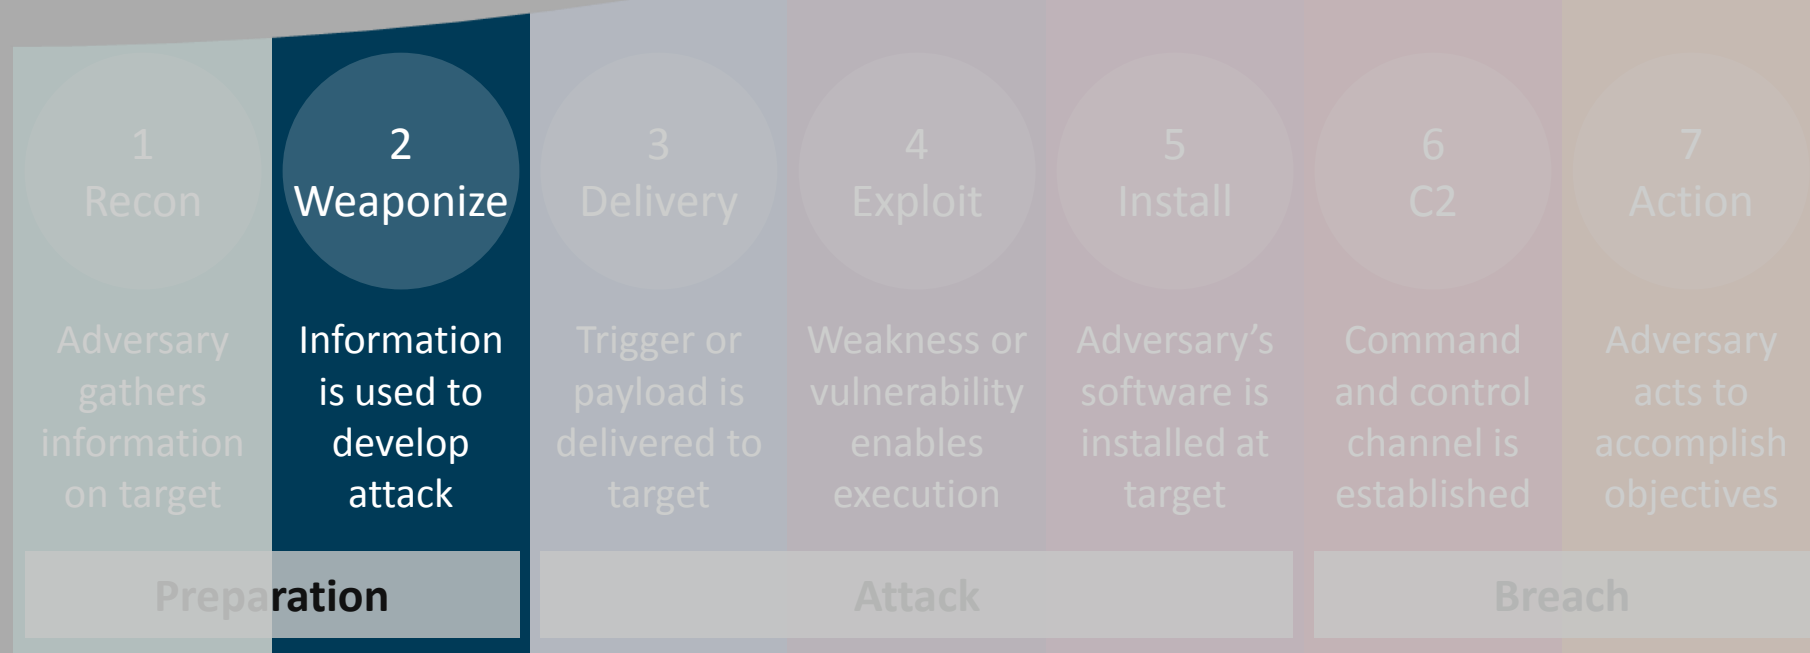 1
Recon
Adversary
gathers
information
on target
2
Weaponize
Information
is used to
develop
attack
3
Delivery
Trigger or
payload is
delivered to
target
4
Exploit
Weakness or
vulnerability
enables
execution
5
Install
Adversary’s
software is
installed at
target
6
C2
Command
and control
channel is
established
7
Action
Adversary
acts to
accomplish
objectives
Preparation
Attack
Breach